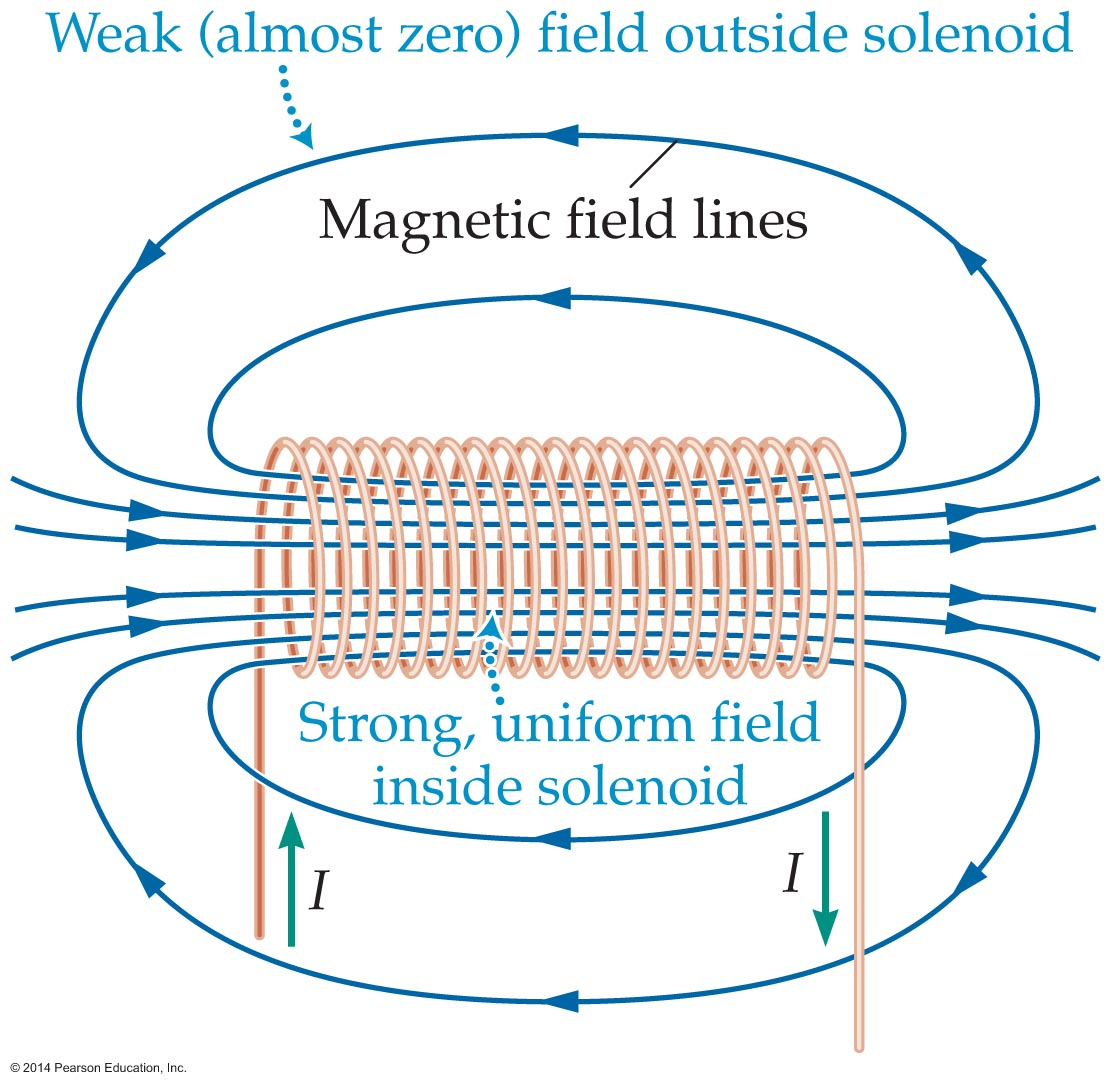 Weak (almost zero) field outside solenoid
Magnetic field lines
Strong, uniform field
inside solenoid
I
I
© 2014 Pearson Education, Inc.